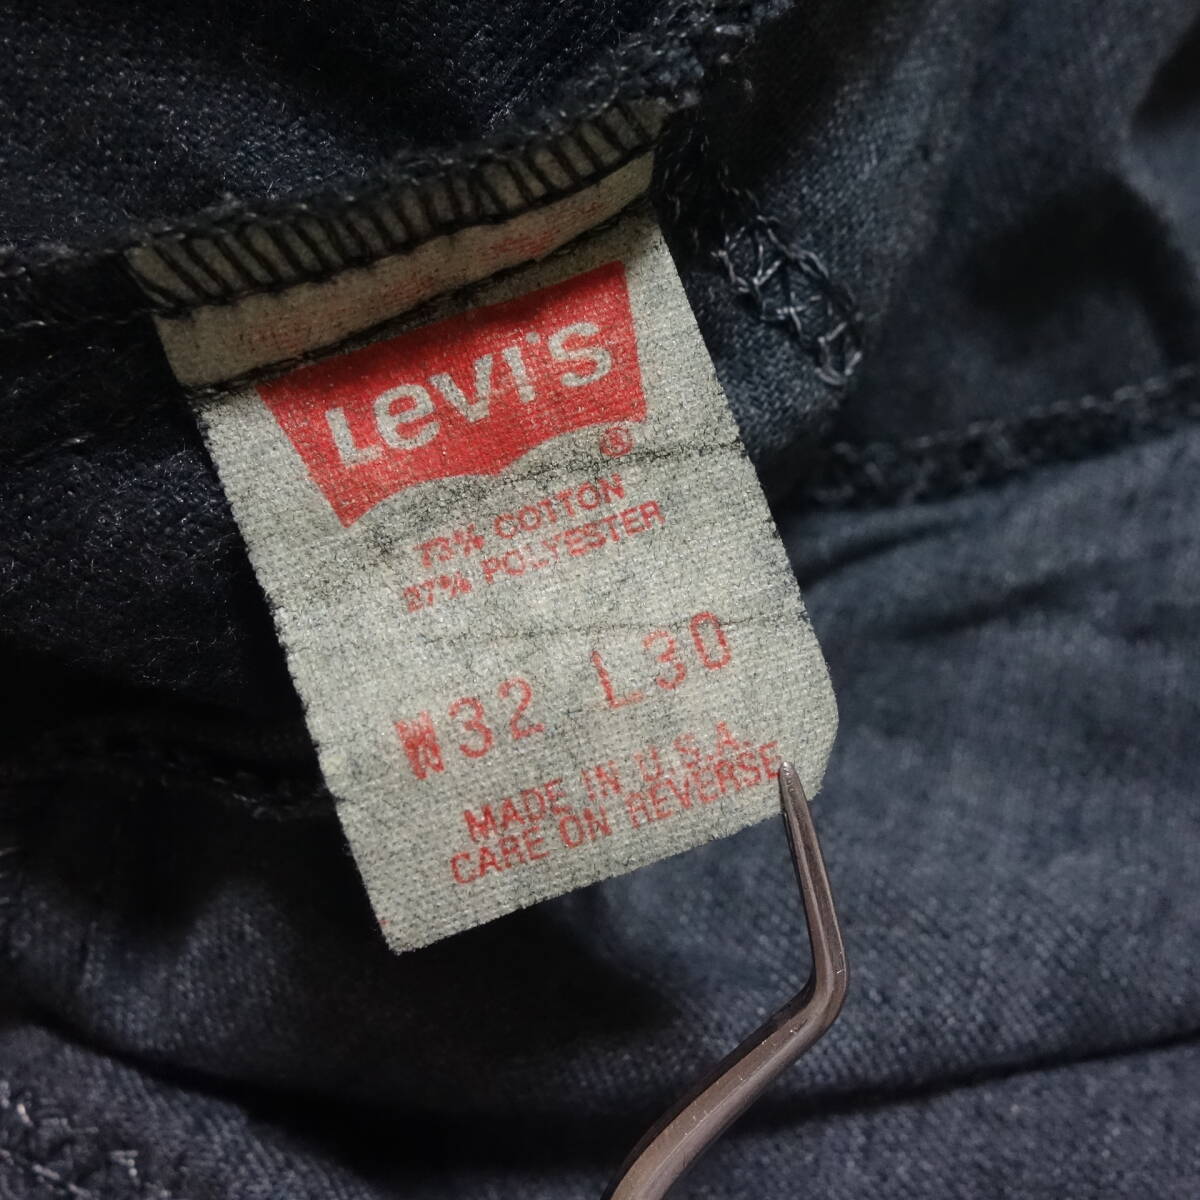 Levi's ®
73% COTTON
27% POLYESTER
W32 L30
MADE IN U.S.A.
CARE ON REVERSE